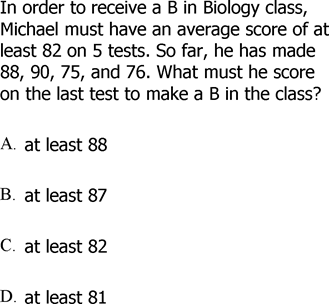 In order to receive a B in Biology class,
Michael must have an average score of at
least 82 on 5 tests. So far, he has made
88, 90, 75, and 76. What must he score
on the last test to make a B in the class?
A. at least 88
B. at least 87
C. at least 82
D. at least 81